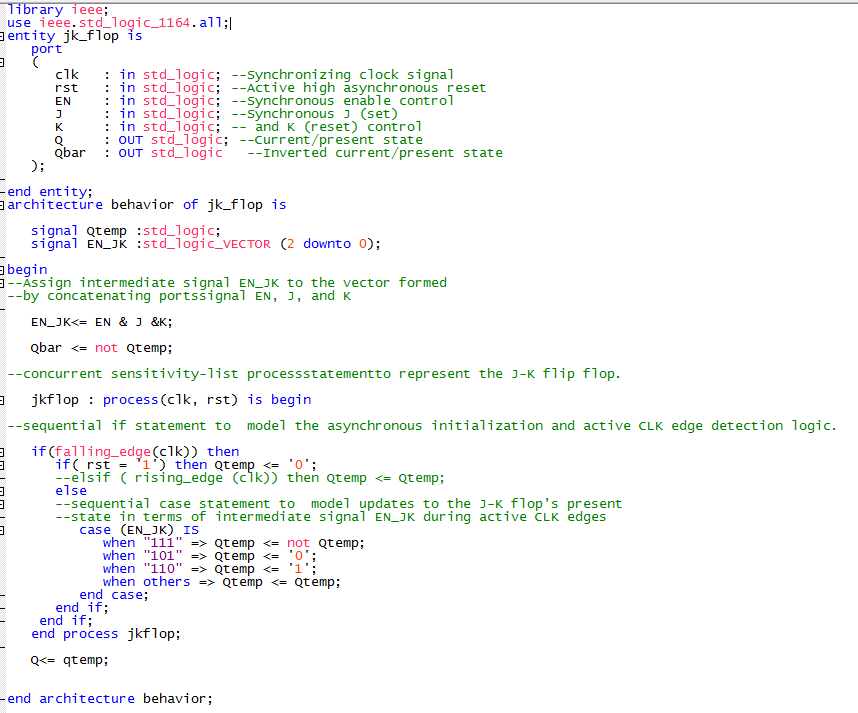 library ieee;
use ieee.std_logic_1164.all;
entity jk_flop is
port
(
clk : in std_logic; --Synchronizing clock signal
rst : in std_logic; --Active high asynchronous reset
EN : in std_logic; --Synchronous enable control
J : in std_logic; --Synchronous J (set)
K : in std_logic; -- and K (reset) control
Q : OUT std_logic; --Current/present state
Qbar : OUT std_logic --Inverted current/present state
);
end entity;
architecture behavior of jk_flop is
signal Qtemp :std_logic;
signal EN_JK :std_logic_VECTOR (2 downto 0);
begin
--Assign intermediate signal EN_JK to the vector formed
--by concatenating portssignal EN, J, and K
EN_JK<= EN & J &K;
Qbar <= not Qtemp;
--concurrent sensitivity-list processstatementto represent the J-K flip flop.
jkflop : process(clk, rst) is begin
--sequential if statement to  model the asynchronous initialization and active CLK edge detection logic.
if(falling_edge(clk)) then
if( rst = '1') then Qtemp <= '0';
--elsif ( rising_edge (clk)) then Qtemp <= Qtemp;
else
--sequential case statement to  model updates to the J-K flop's present
--state in terms of intermediate signal EN_JK during active CLK edges
case (EN_JK) IS
when "111" => Qtemp <= not Qtemp;
when "101" => Qtemp <= '0';
when "110" => Qtemp <= '1';
when others => Qtemp <= Qtemp;
end case;
end if;
end if;
end process jkflop;
Q<= qtemp;
end architecture behavior;